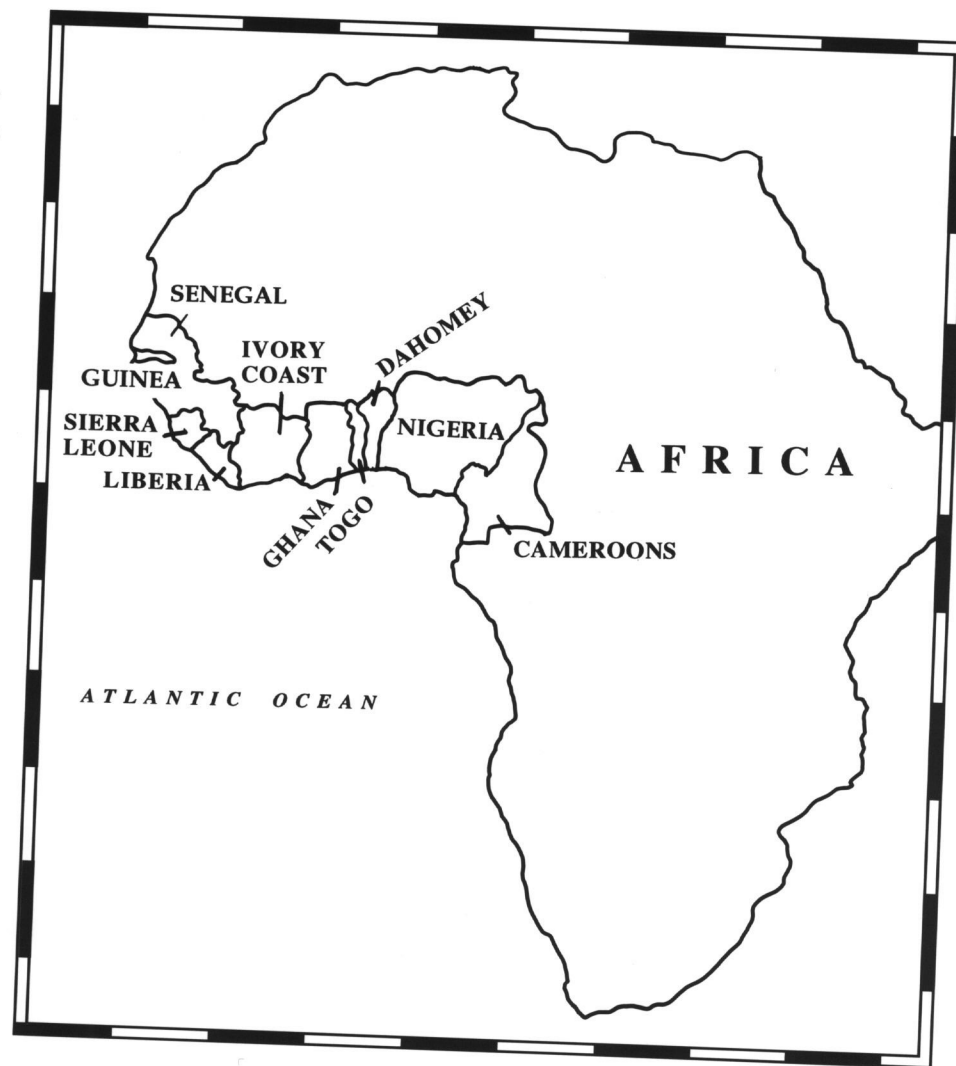 SENEGAL
DAHOMEY
IVORY
COAST
GUINEA
SIERRA
LEONE
NIGERIA
AFRICA
LIBERIA
GHANA
TOGO
CAMEROONS
ATLANTIC OCEAN